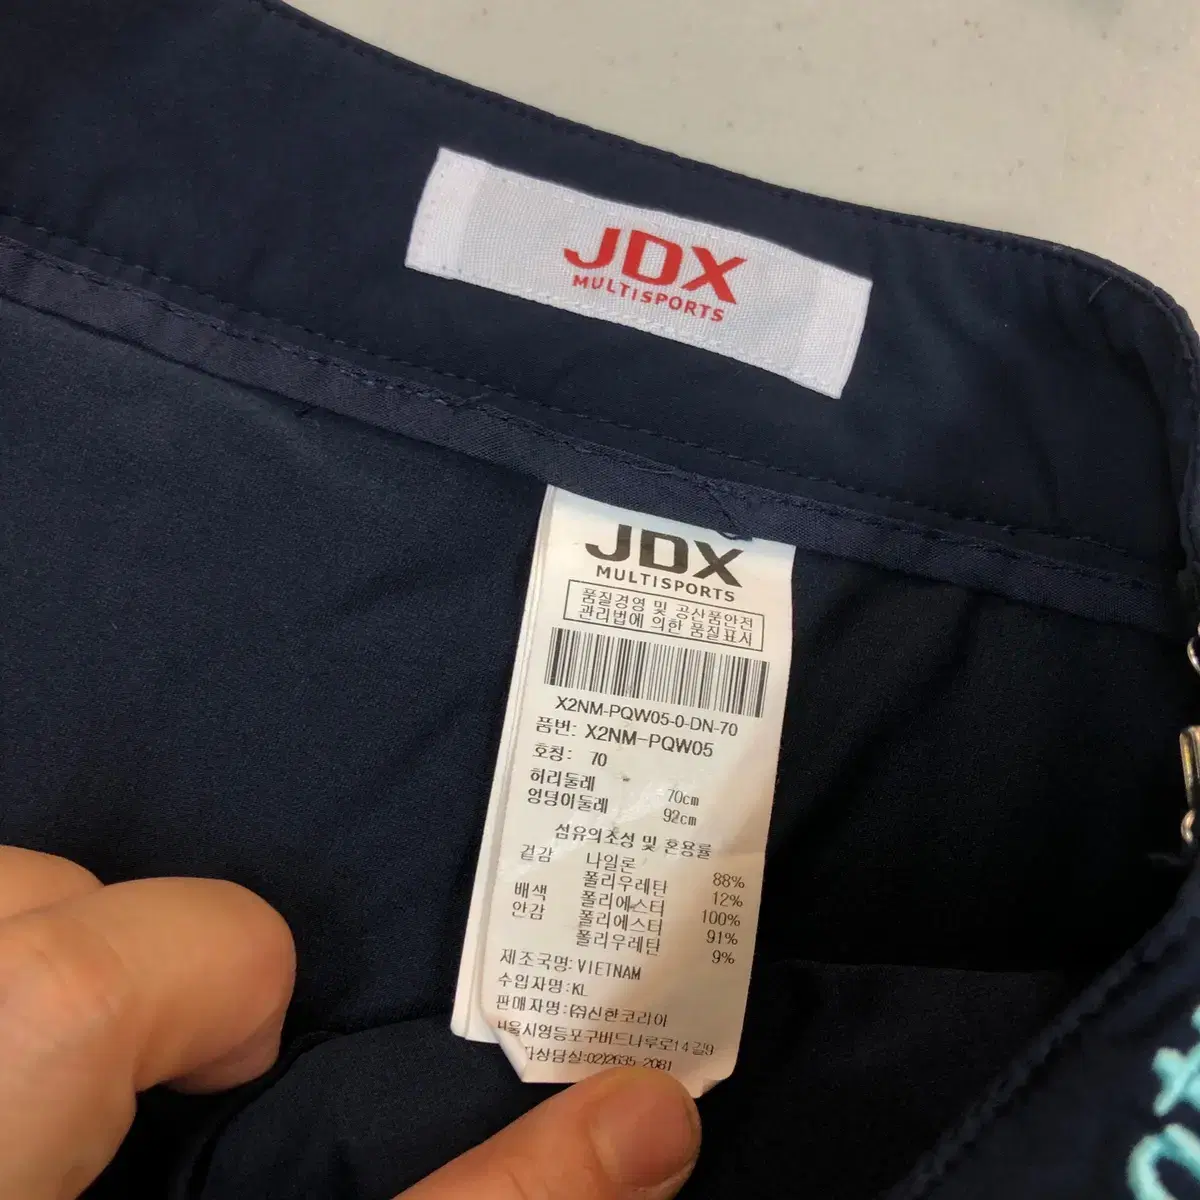 JDX
MULTISPORTS
JDX
MULTISPORTS
품질경영 및 공산품안전
관리법에 의한 품질표시
X2NM-PQW05-0-DN-70
품번: X2NM-PQW05
호칭: 70
허리둘레 70cm
엉덩이둘레 92cm
섬유의조성 및 혼용률
겉감 나일론 88%
폴리우레탄 12%
배색 폴리에스터 100%
안감 폴리에스터 91%
폴리우레탄 9%
제조국명: VIETNAM
수입자명: KL
판매자명: ㈜신한코리아
서울시영등포구버드나루로14길9
상담실:02)2635-2081